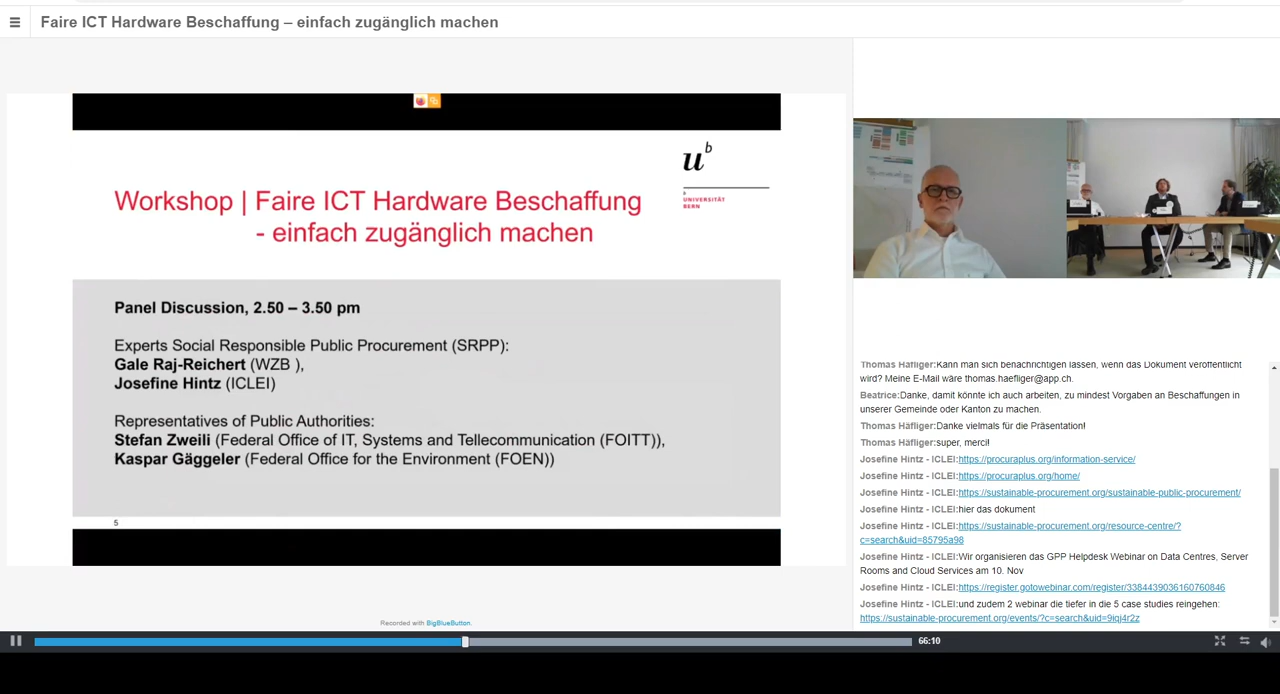 Faire ICT Hardware Beschaffung – einfach zugänglich machen
u b
b
UNIVERSITÄT
BERN
Workshop | Faire ICT Hardware Beschaffung
- einfach zugänglich machen
Panel Discussion, 2.50 – 3.50 pm
Experts Social Responsible Public Procurement (SRPP):
Gale Raj-Reichert (WZB ),
Josefine Hintz (ICLEI)
Representatives of Public Authorities:
Stefan Zweili (Federal Office of IT, Systems and Tellecommunication (FOITT)),
Kaspar Gäggeler (Federal Office for the Environment (FOEN))
5
Recorded with BigBlueButton.
Thomas Häfliger:Kann man sich benachrichtigen lassen, wenn das Dokument veröffentlicht
wird? Meine E-Mail wäre thomas.haefliger@app.ch.
Beatrice:Danke, damit könnte ich auch arbeiten, zu mindest Vorgaben an Beschaffungen in
unserer Gemeinde oder Kanton zu machen.
Thomas Häfliger:Danke vielmals für die Präsentation!
Thomas Häfliger:super, merci!
Josefine Hintz - ICLEI:https://procuraplus.org/information-service/
Josefine Hintz - ICLEI:https://procuraplus.org/home/
Josefine Hintz - ICLEI:https://sustainable-procurement.org/sustainable-public-procurement/
Josefine Hintz - ICLEI:hier das dokument
Josefine Hintz - ICLEI:https://sustainable-procurement.org/resource-centre/?
c=search&uid=85795a98
Josefine Hintz - ICLEI:Wir organisieren das GPP Helpdesk Webinar on Data Centres, Server
Rooms and Cloud Services am 10. Nov
Josefine Hintz - ICLEI:https://register.gotowebinar.com/register/3384439036160760846
Josefine Hintz - ICLEI:und zudem 2 webinar die tiefer in die 5 case studies reingehen:
https://sustainable-procurement.org/events/?c=search&uid=9iqj4r2z
66:10